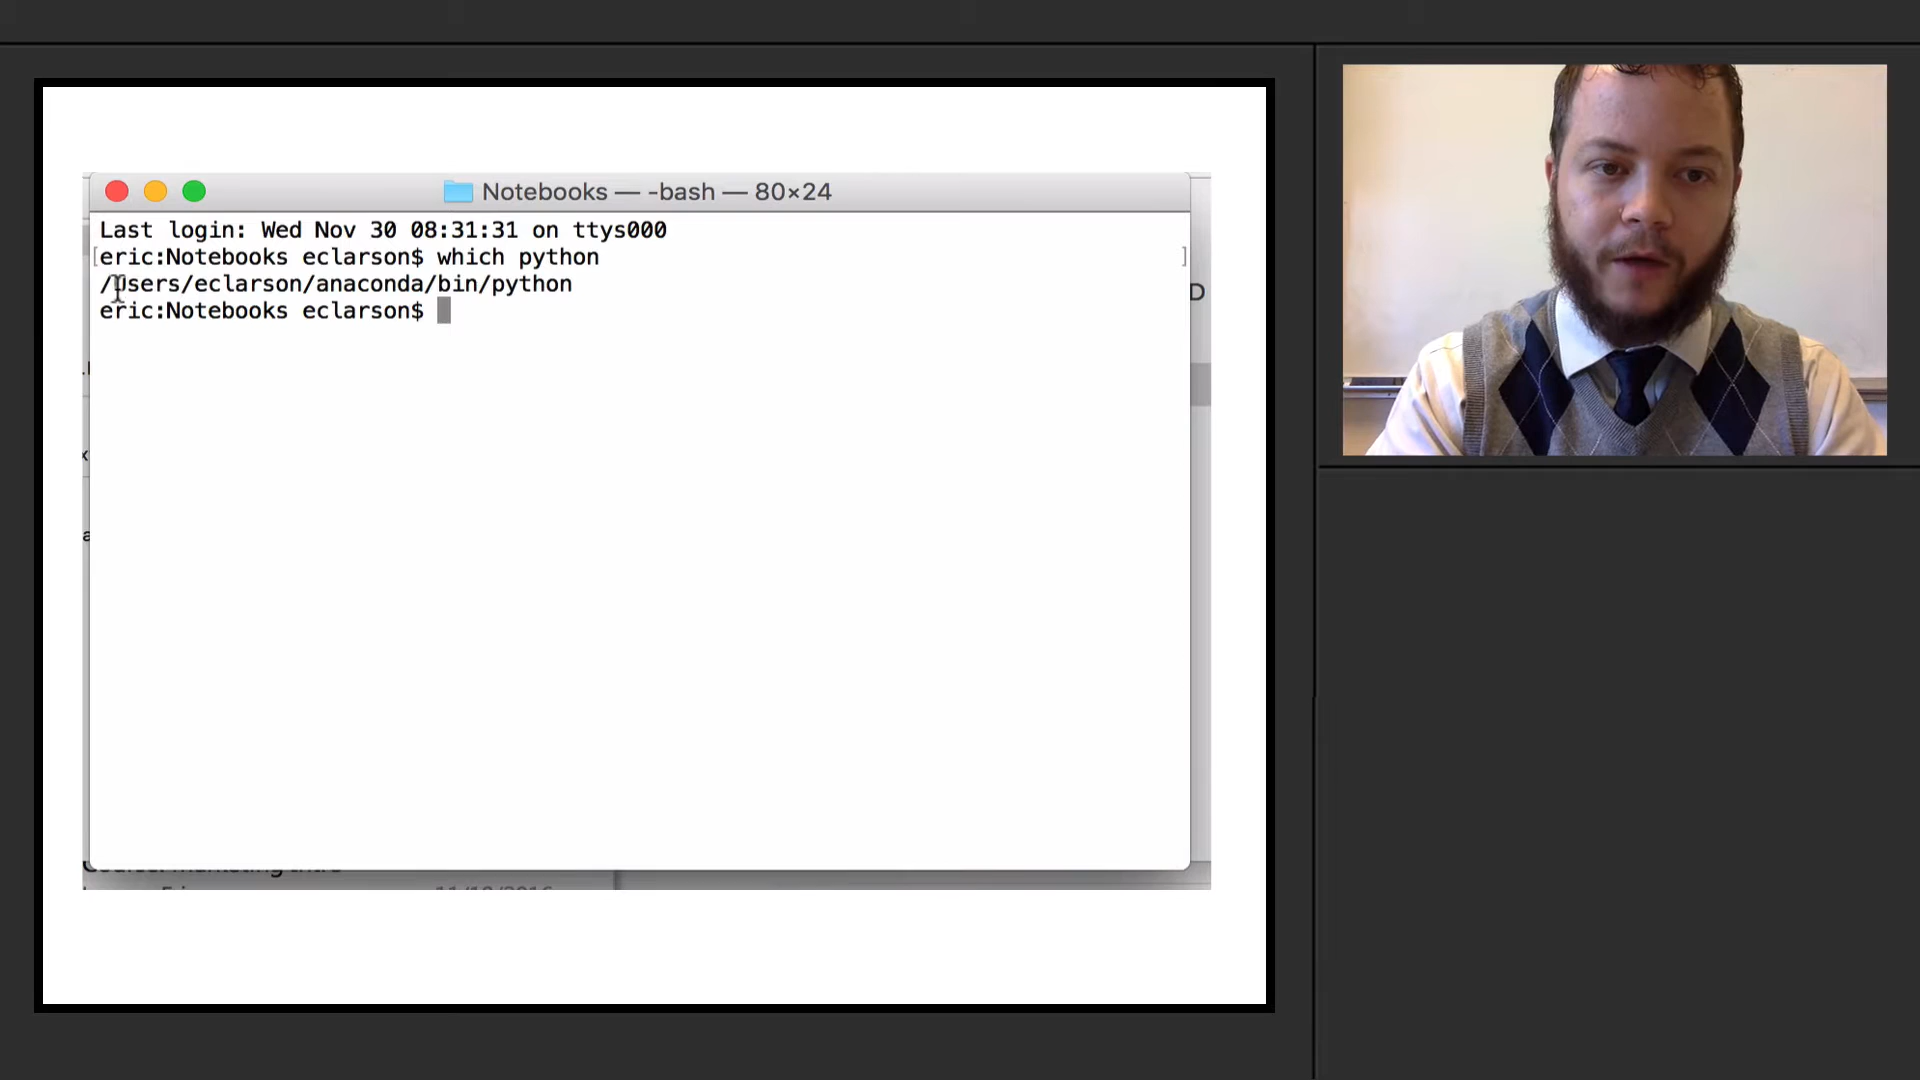 Notebooks — -bash — 80×24
Last login: Wed Nov 30 08:31:31 on ttys000
[eric:Notebooks eclarson$ which python ]
/Users/eclarson/anaconda/bin/python
eric:Notebooks eclarson$
D